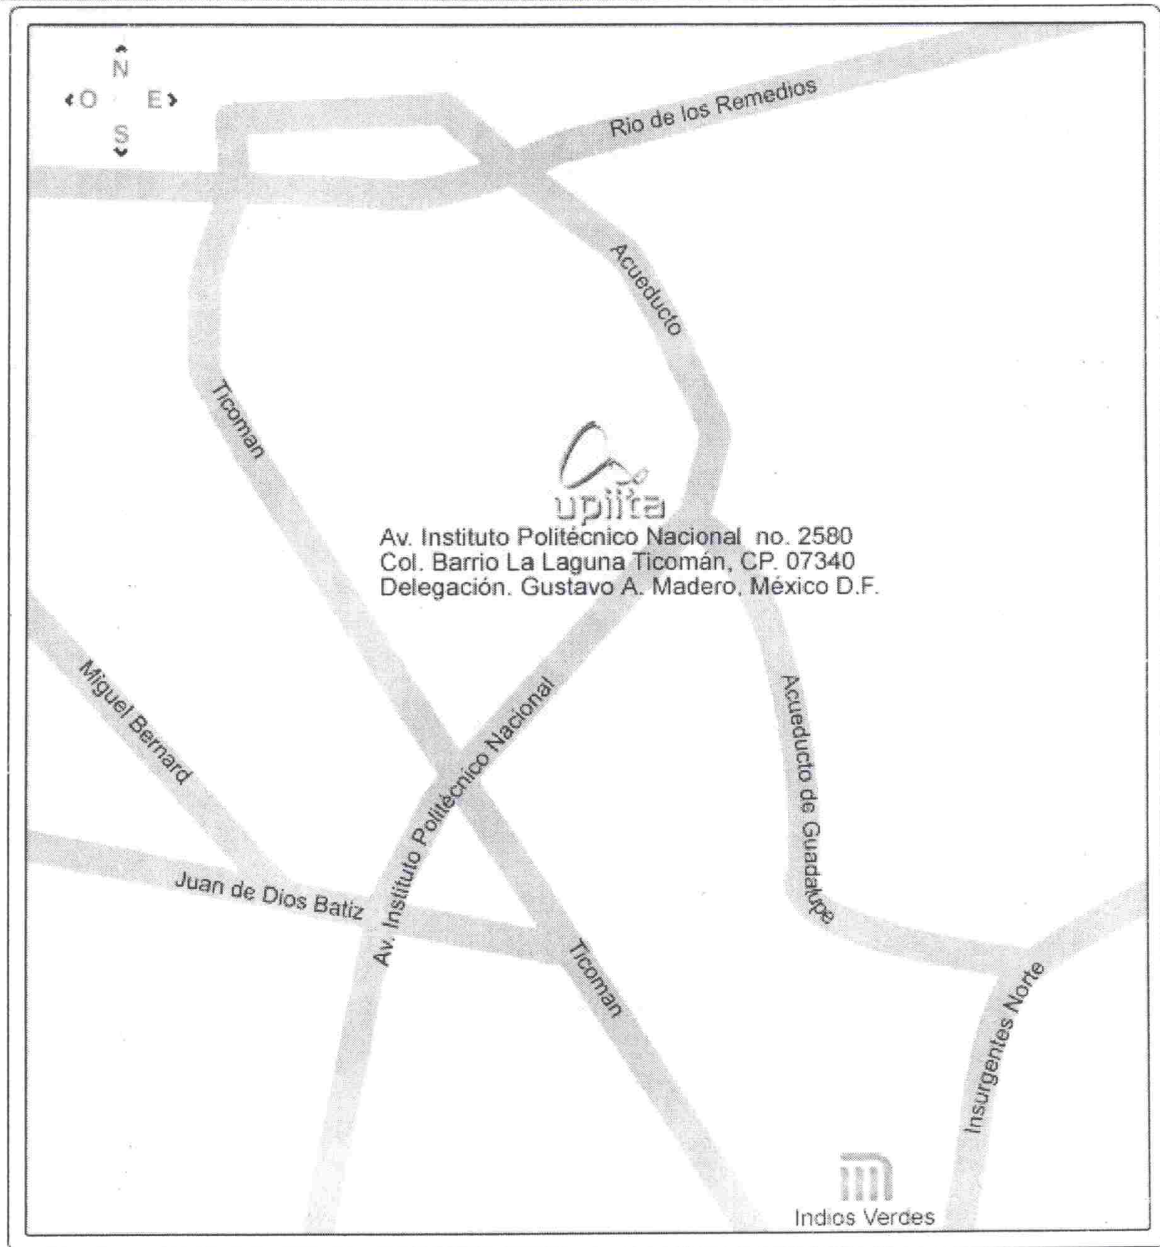 N
O E
S
Rio de los Remedios
Acueducto
Ticoman
upiita
Av. Instituto Politécnico Nacional no. 2580
Col. Barrio La Laguna Ticomán, CP. 07340
Delegación. Gustavo A. Madero, México D.F.
Miguel Bernard
Av. Instituto Politécnico Nacional
Acueducto de Guadalupe
Juan de Dios Batiz
Ticoman
Insurgentes Norte
Indios Verdes